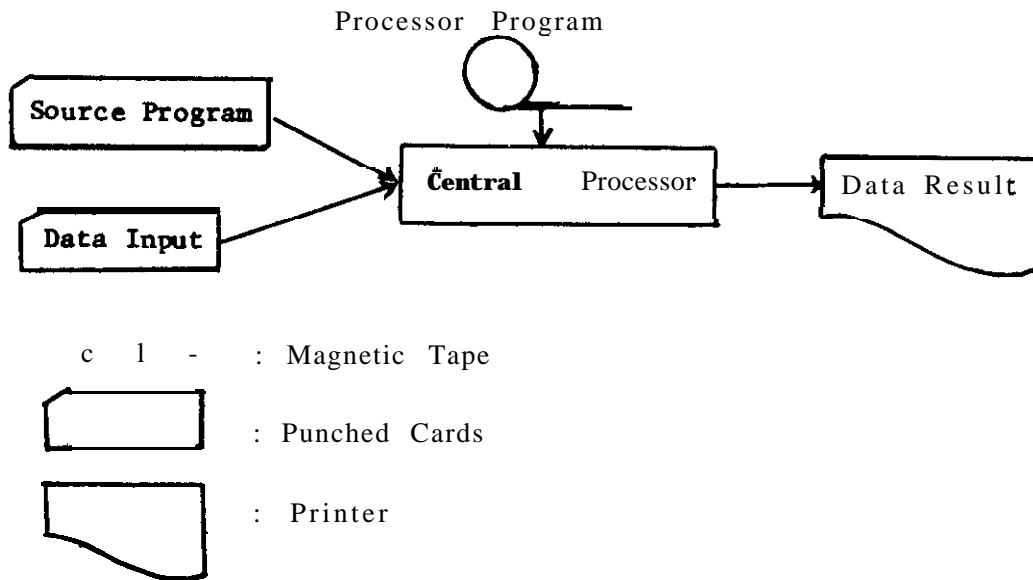 Processor Program
Source Program
Central Processor
Data Result
Data Input
c l - : Magnetic Tape
: Punched Cards
: Printer